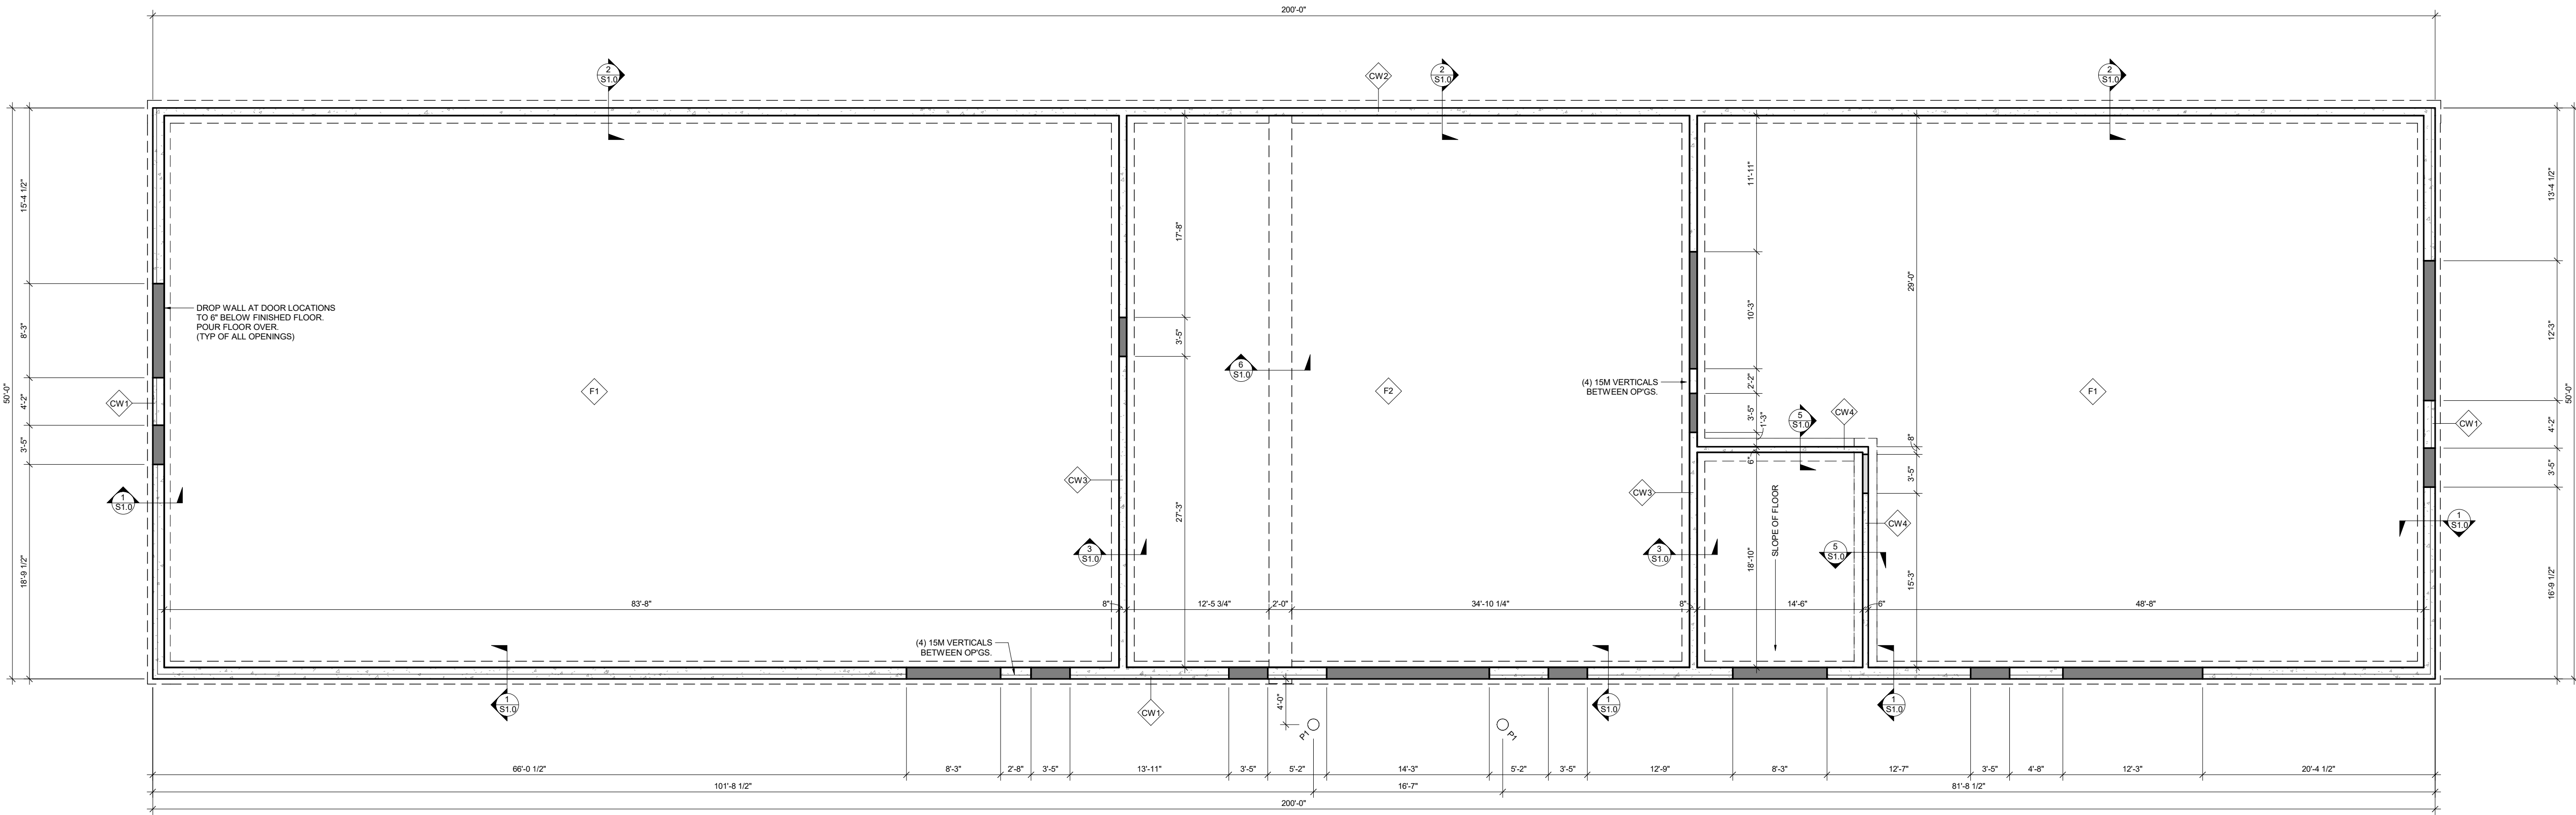 200'-0"
2
S1.0
CW2
2
S1.0
2
S1.0
50'-0"
15'-4 1/2"
8'-3"
4'-2"
3'-5"
18'-9 1/2"
CW1
1
S1.0
DROP WALL AT DOOR LOCATIONS
TO 6" BELOW FINISHED FLOOR.
POUR FLOOR OVER.
(TYP OF ALL OPENINGS)
F1
17'-8"
3'-5"
27'-3"
6
S1.0
F2
CW3
3
S1.0
(4) 15M VERTICALS
BETWEEN OP'GS.
11'-11"
10'-3"
2'-2"
3'-5"
1'-3"
6"
18'-10"
29'-0"
8"
3'-5"
15'-3"
5
S1.0
CW4
CW3
CW4
3
S1.0
5
S1.0
SLOPE OF FLOOR
F1
13'-4 1/2"
12'-3"
4'-2"
3'-5"
16'-9 1/2"
50'-0"
CW1
1
S1.0
83'-8"
8"
12'-5 3/4"
2'-0"
34'-10 1/4"
8"
14'-6"
6"
48'-8"
(4) 15M VERTICALS
BETWEEN OP'GS.
1
S1.0
CW1
4'-0"
P1
P1
1
S1.0
1
S1.0
66'-0 1/2"
8'-3"
2'-8"
3'-5"
13'-11"
3'-5"
5'-2"
14'-3"
5'-2"
3'-5"
12'-9"
8'-3"
12'-7"
3'-5"
4'-8"
12'-3"
20'-4 1/2"
101'-8 1/2"
16'-7"
81'-8 1/2"
200'-0"